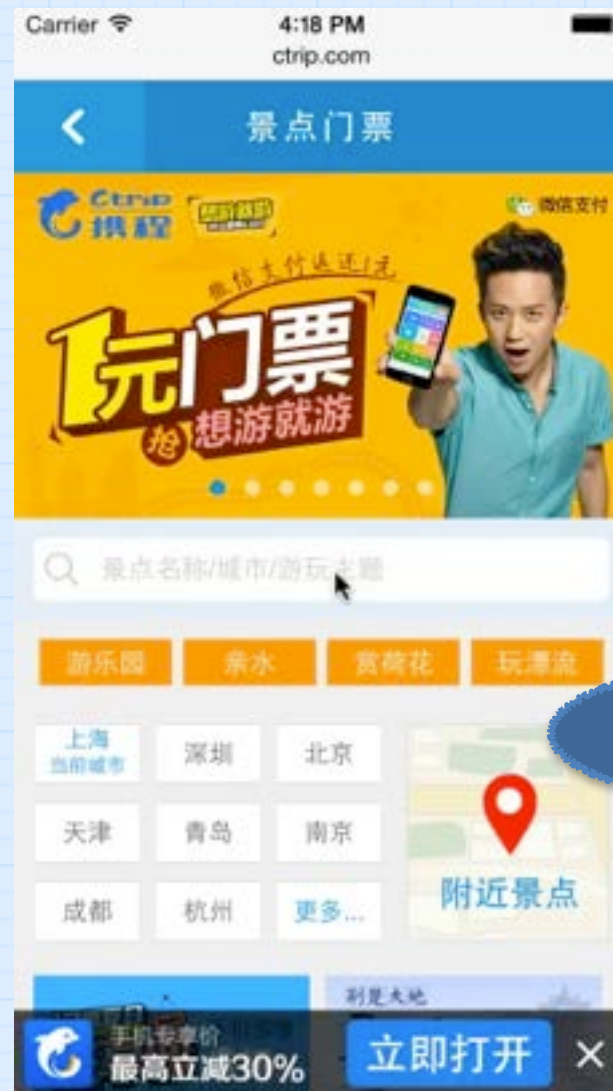 Carrier
4:18 PM
ctrip.com
景点门票
Ctrip
携程
微信支付
微信支付返还1元
1元门票
抢 想游就游
景点名称/城市/游玩主题
游乐园 亲水 赏荷花 玩漂流
上海
当前城市
深圳 北京
天津 青岛 南京
附近景点
成都 杭州 更多...
别是大地
手机专享价
最高立减30%
立即打开